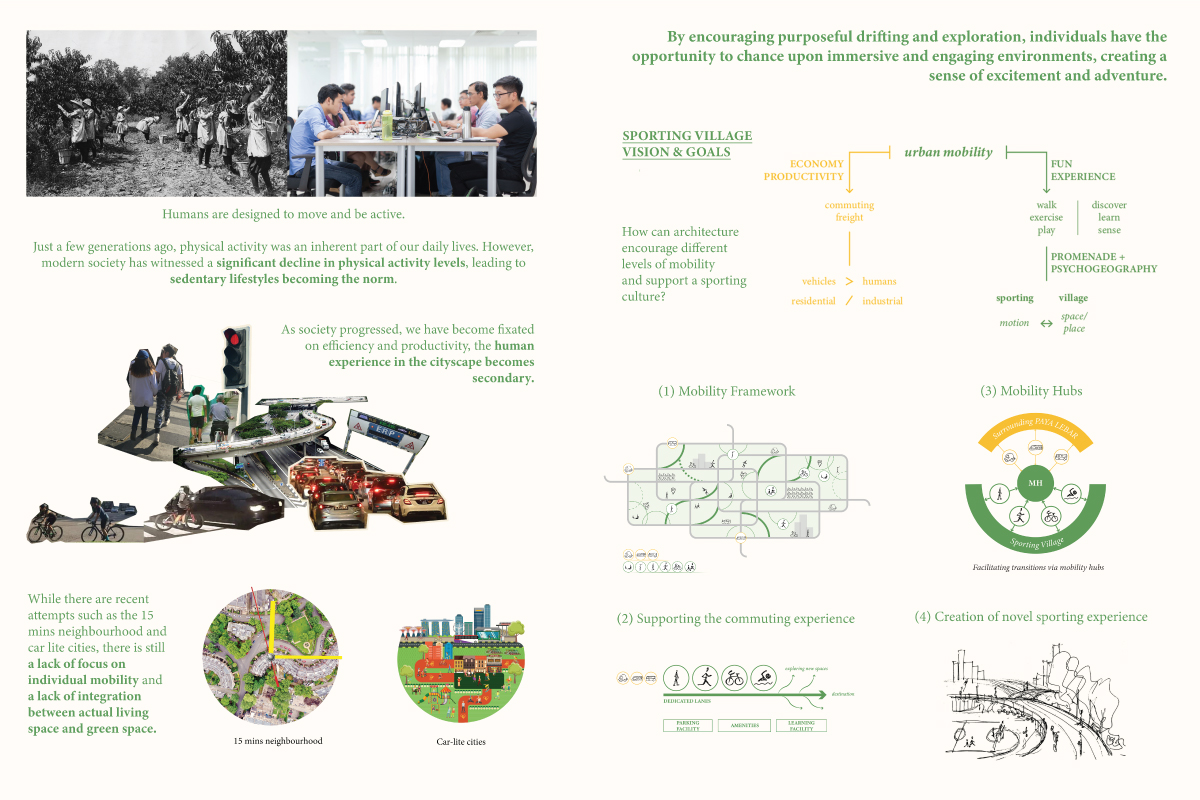 Humans are designed to move and be active.
Just a few generations ago, physical activity was an inherent part of our daily lives. However,
modern society has witnessed a significant decline in physical activity levels, leading to
sedentary lifestyles becoming the norm.
As society progressed, we have become fixated
on efficiency and productivity, the human
experience in the cityscape becomes
secondary.
ERP
While there are recent
attempts such as the 15
mins neighbourhood and
car lite cities, there is still
a lack of focus on
individual mobility and
a lack of integration
between actual living
space and green space.
15 mins neighbourhood
Car-lite cities
By encouraging purposeful drifting and exploration, individuals have the
opportunity to chance upon immersive and engaging environments, creating a
sense of excitement and adventure.
SPORTING VILLAGE
VISION & GOALS
How can architecture
encourage different
levels of mobility
and support a sporting
culture?
urban mobility
ECONOMY
PRODUCTIVITY
commuting
freight
vehicles > humans
residential / industrial
FUN
EXPERIENCE
walk
exercise
play
discover
learn
sense
PROMENADE +
PSYCHOGEOGRAPHY
sporting village
motion ↔ space/
place
(1) Mobility Framework
(3) Mobility Hubs
Surrounding PAYA LEBAR
MH
Sporting Village
Facilitating transitions via mobility hubs
(2) Supporting the commuting experience
exploring new spaces
destination
DEDICATED LANES
PARKING
FACILITY
AMENITIES
LEARNING
FACILITY
(4) Creation of novel sporting experience